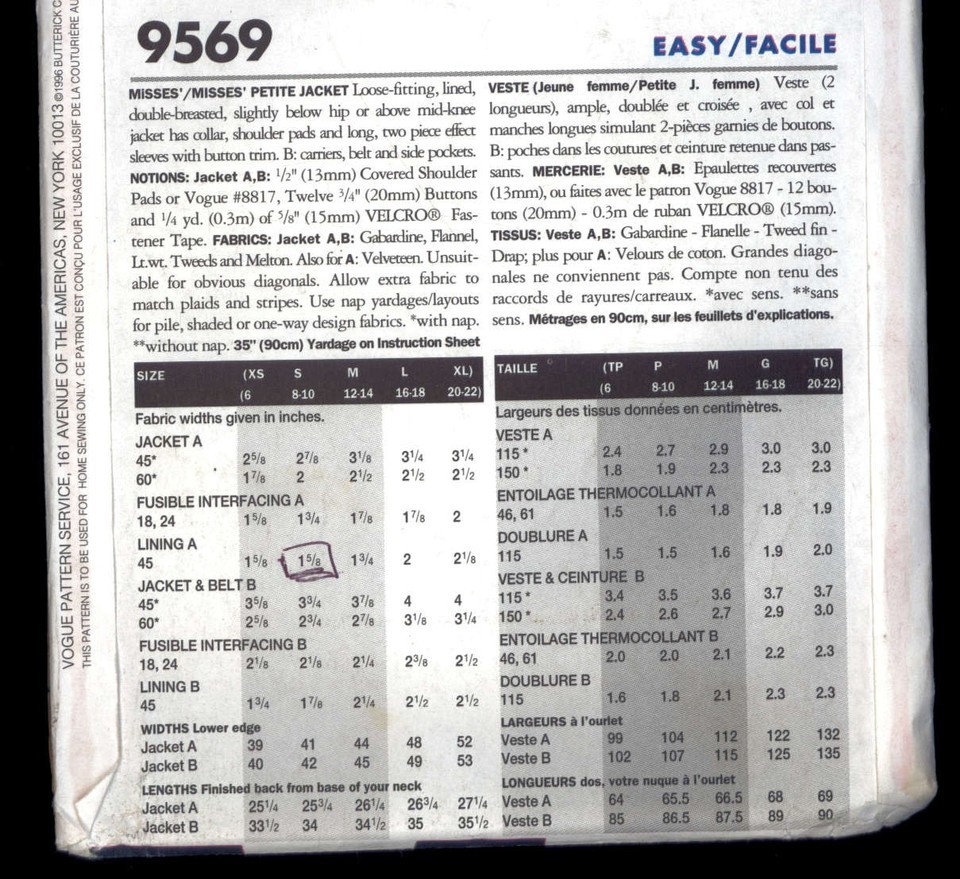 9569
EASY/FACILE
MISSES'/MISSES' PETITE JACKET Loose-fitting, lined,
double-breasted, slightly below hip or above mid-knee
jacket has collar, shoulder pads and long, two piece effect
sleeves with button trim. B: carriers, belt and side pockets.
NOTIONS: Jacket A,B: 1/2" (13mm) Covered Shoulder
Pads or Vogue #8817, Twelve 3/4" (20mm) Buttons
and 1/4 yd. (0.3m) of 5/8" (15mm) VELCRO® Fas-
tener Tape. FABRICS: Jacket A,B: Gabardine, Flannel,
Lt.wt. Tweeds and Melton. Also for A: Velveteen. Unsuit-
able for obvious diagonals. Allow extra fabric to
match plaids and stripes. Use nap yardages/layouts
for pile, shaded or one-way design fabrics. *with nap.
**without nap. 35" (90cm) Yardage on Instruction Sheet
VESTE (Jeune femme/Petite J. femme) Veste (2
longueurs), ample, doublée et croisée , avec col et
manches longues simulant 2-pièces garnies de boutons.
B: poches dans les coutures et ceinture retenue dans pas-
sants. MERCERIE: Veste A,B: Epaulettes recouvertes
(13mm), ou faites avec le patron Vogue 8817 - 12 bou-
tons (20mm) - 0.3m de ruban VELCRO® (15mm).
TISSUS: Veste A,B: Gabardine - Flanelle - Tweed fin -
Drap; plus pour A: Velours de coton. Grandes diago-
nales ne conviennent pas. Compte non tenu des
raccords de rayures/carreaux. *avec sens. **sans
sens. Métrages en 90cm, sur les feuillets d'explications.
SIZE (XS S M L XL)
(6 8-10 12-14 16-18 20-22)
Fabric widths given in inches.
JACKET A
45* 2 5/8 2 7/8 3 1/8 3 1/4 3 1/4
60* 1 7/8 2 2 1/2 2 1/2 2 1/2
FUSIBLE INTERFACING A
18, 24 1 5/8 1 3/4 1 7/8 1 7/8 2
LINING A
45 1 5/8 1 5/8 1 3/4 2 2 1/8
JACKET & BELT B
45* 3 5/8 3 3/4 3 7/8 4 4
60* 2 5/8 2 3/4 2 7/8 3 1/8 3 1/4
FUSIBLE INTERFACING B
18, 24 2 1/8 2 1/8 2 1/4 2 3/8 2 1/2
LINING B
45 1 3/4 1 7/8 2 1/4 2 1/2 2 1/2
WIDTHS Lower edge
Jacket A 39 41 44 48 52
Jacket B 40 42 45 49 53
LENGTHS Finished back from base of your neck
Jacket A 25 1/4 25 3/4 26 1/4 26 3/4 27 1/4
Jacket B 33 1/2 34 34 1/2 35 35 1/2
TAILLE (TP P M G TG)
(6 8-10 12-14 16-18 20-22)
Largeurs des tissus données en centimètres.
VESTE A
115 * 2.4 2.7 2.9 3.0 3.0
150 * 1.8 1.9 2.3 2.3 2.3
ENTOILAGE THERMOCOLLANT A
46, 61 1.5 1.6 1.8 1.8 1.9
DOUBLURE A
115 1.5 1.5 1.6 1.9 2.0
VESTE & CEINTURE B
115 * 3.4 3.5 3.6 3.7 3.7
150 * 2.4 2.6 2.7 2.9 3.0
ENTOILAGE THERMOCOLLANT B
46, 61 2.0 2.0 2.1 2.2 2.3
DOUBLURE B
115 1.6 1.8 2.1 2.3 2.3
LARGEURS à l'ourlet
Veste A 99 104 112 122 132
Veste B 102 107 115 125 135
LONGUEURS dos, votre nuque à l'ourlet
Veste A 64 65.5 66.5 68 69
Veste B 85 86.5 87.5 89 90
VOGUE PATTERN SERVICE, 161 AVENUE OF THE AMERICAS, NEW YORK, NEW YORK 10013 ©1996 BUTTERICK
THIS PATTERN IS TO BE USED FOR HOME SEWING ONLY. CE PATRON EST CONÇU POUR L'USAGE EXCLUSIF DE LA COUTURIÈRE